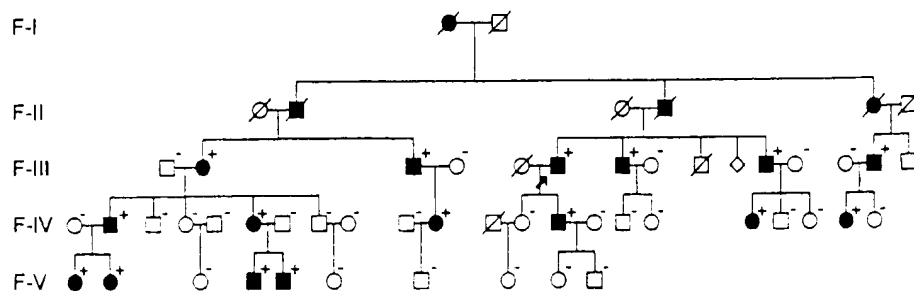 F-I
F-II
- + + - + + + - - +
F-III
- + - - - + - - - - + - - + - - - + - - + -
F-IV
+ + - + + - - - -
F-V